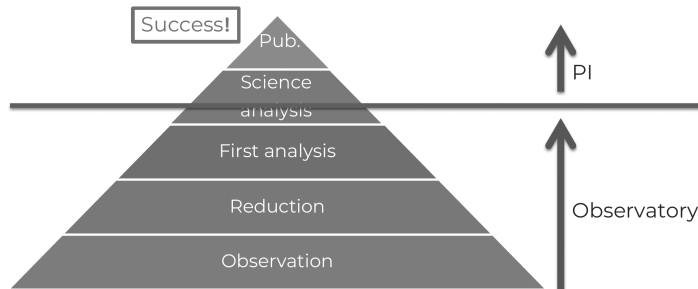 Success!
Pub.
Science
analysis
PI
First analysis
Reduction
Observatory
Observation